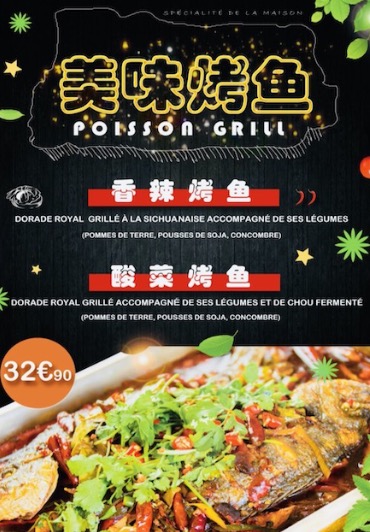 SPÉCIALITÉ DE LA MAISON
美味烤鱼
POISSON GRILL
香辣烤鱼
DORADE ROYAL GRILLÉ À LA SICHUANAISE ACCOMPAGNÉ DE SES LÉGUMES
(POMMES DE TERRE, POUSSES DE SOJA, CONCOMBRE)
酸菜烤鱼
DORADE ROYAL GRILLÉ ACCOMPAGNÉ DE SES LÉGUMES ET DE CHOU FERMENTÉ
(POMMES DE TERRE, POUSSES DE SOJA, CONCOMBRE)
32€90